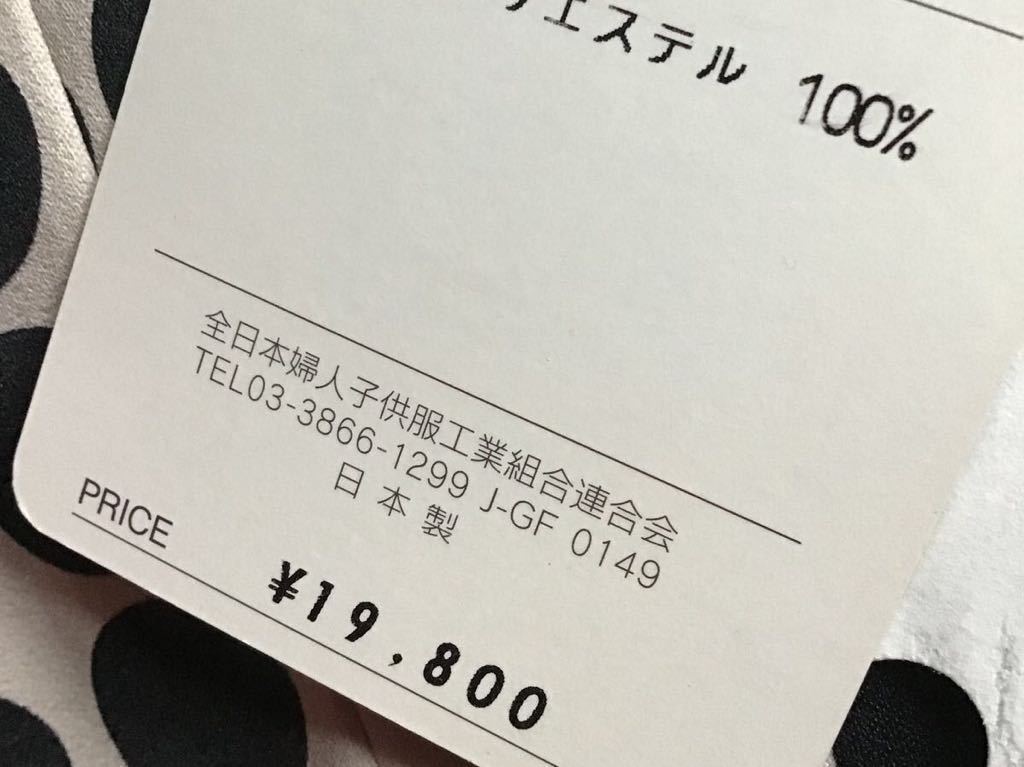 エステル 100%
全日本婦人子供服工業組合連合会
TEL03-3866-1299 J-GF 0149
日本製
PRICE
¥19,800